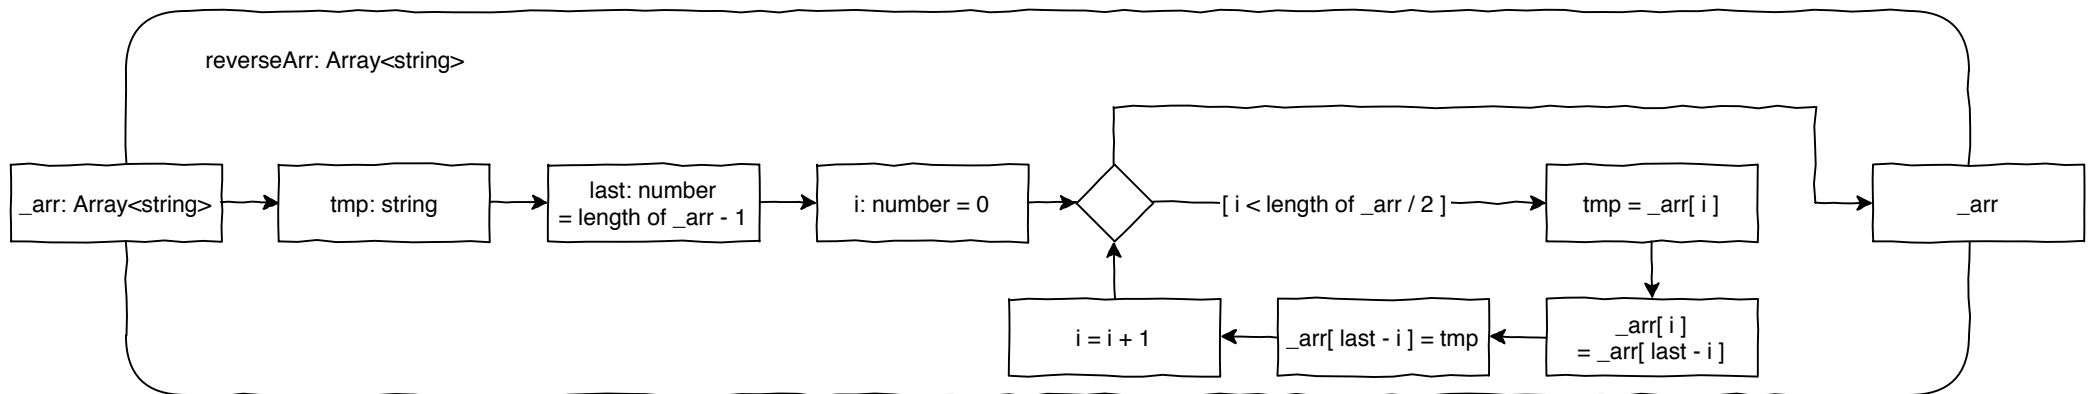 reverseArr: Array<string>
_arr: Array<string>
tmp: string
last: number
= length of _arr - 1
i: number = 0
[ i < length of _arr / 2 ]
tmp = _arr[ i ]
_arr
_arr[ i ]
= _arr[ last - i ]
_arr[ last - i ] = tmp
i = i + 1